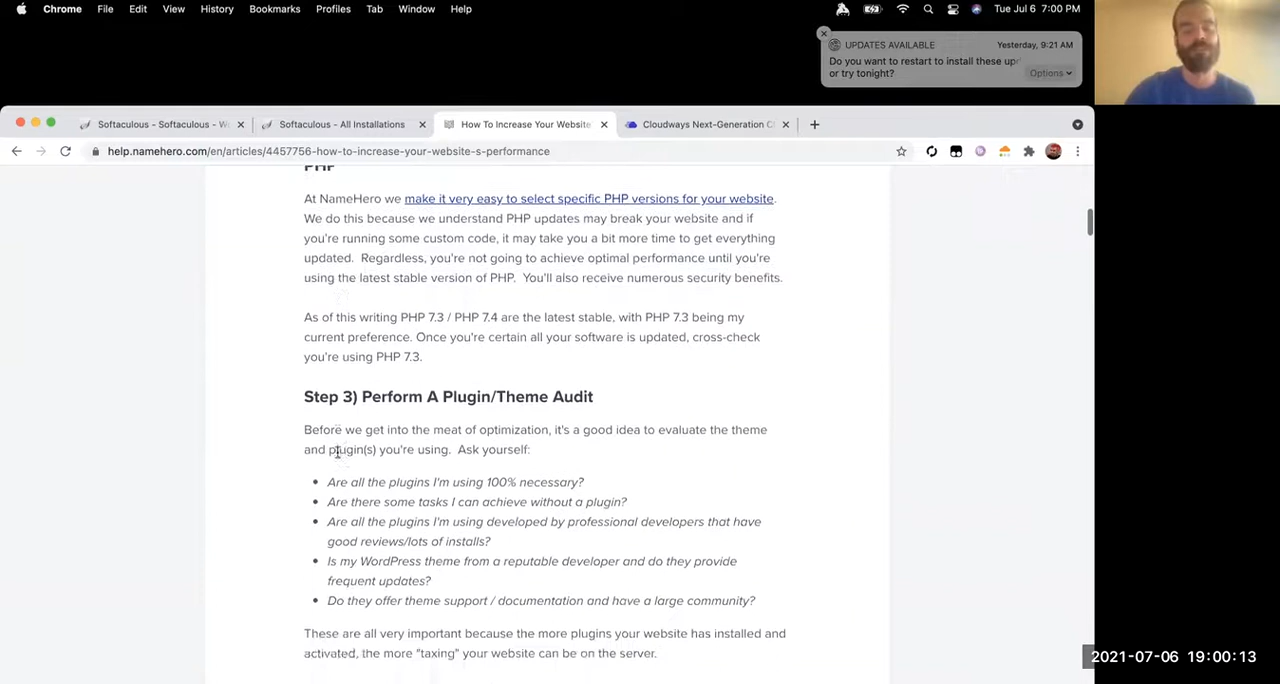 Chrome File Edit View History Bookmarks Profiles Tab Window Help Tue Jul 6 7:00 PM
UPDATES AVAILABLE Yesterday, 9:21 AM
Do you want to restart to install these
or try tonight? Options
Softaculous - Softaculous - Softaculous - All Installations How To Increase Your Website Cloudways Next-Generation
help.namehero.com/en/articles/4457756-how-to-increase-your-website-s-performance
PHP
At NameHero we make it very easy to select specific PHP versions for your website.
We do this because we understand PHP updates may break your website and if
you're running some custom code, it may take you a bit more time to get everything
updated. Regardless, you're not going to achieve optimal performance until you're
using the latest stable version of PHP. You'll also receive numerous security benefits.
As of this writing PHP 7.3 / PHP 7.4 are the latest stable, with PHP 7.3 being my
current preference. Once you're certain all your software is updated, cross-check
you're using PHP 7.3.
Step 3) Perform A Plugin/Theme Audit
Before we get into the meat of optimization, it's a good idea to evaluate the theme
and plugin(s) you're using. Ask yourself:
• Are all the plugins I'm using 100% necessary?
• Are there some tasks I can achieve without a plugin?
• Are all the plugins I'm using developed by professional developers that have
good reviews/lots of installs?
• Is my WordPress theme from a reputable developer and do they provide
frequent updates?
• Do they offer theme support / documentation and have a large community?
These are all very important because the more plugins your website has installed and
activated, the more "taxing" your website can be on the server.
2021-07-06 19:00:13